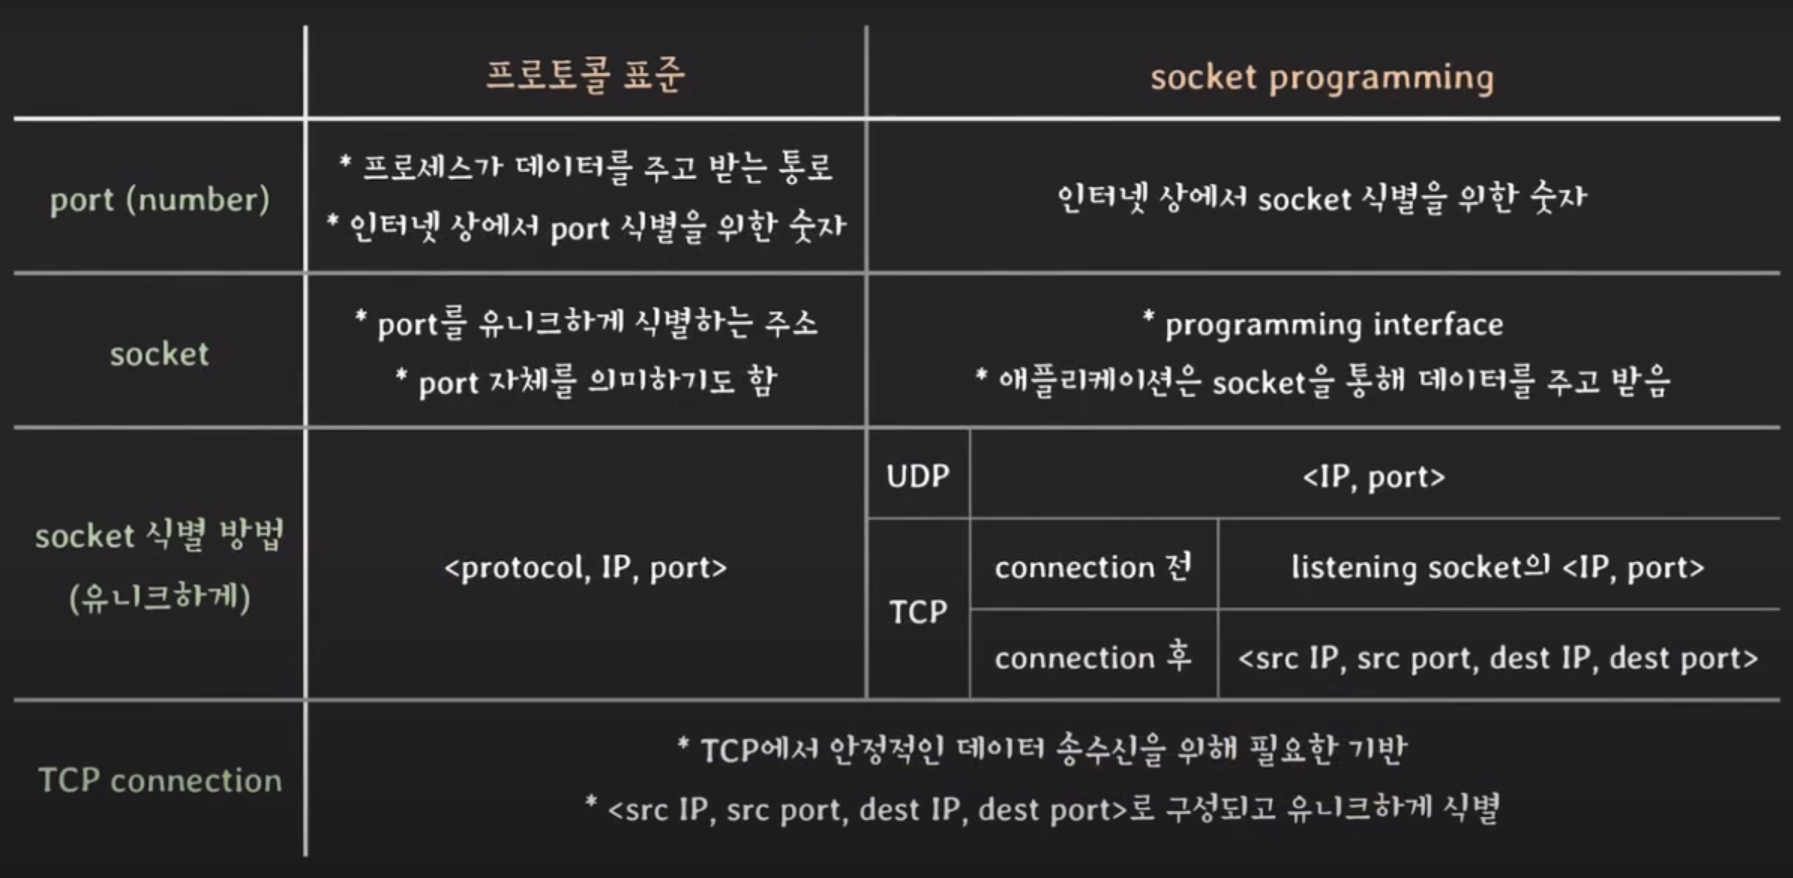 프로토콜 표준
socket programming
port (number)
* 프로세스가 데이터를 주고 받는 통로
* 인터넷 상에서 port 식별을 위한 숫자
인터넷 상에서 socket 식별을 위한 숫자
socket
* port를 유니크하게 식별하는 주소
* port 자체를 의미하기도 함
* programming interface
* 애플리케이션은 socket을 통해 데이터를 주고 받음
socket 식별 방법
(유니크하게)
<protocol, IP, port>
UDP
<IP, port>
TCP
connection 전
listening socket의 <IP, port>
connection 후
<src IP, src port, dest IP, dest port>
TCP connection
* TCP에서 안정적인 데이터 송수신을 위해 필요한 기반
* <src IP, src port, dest IP, dest port>로 구성되고 유니크하게 식별